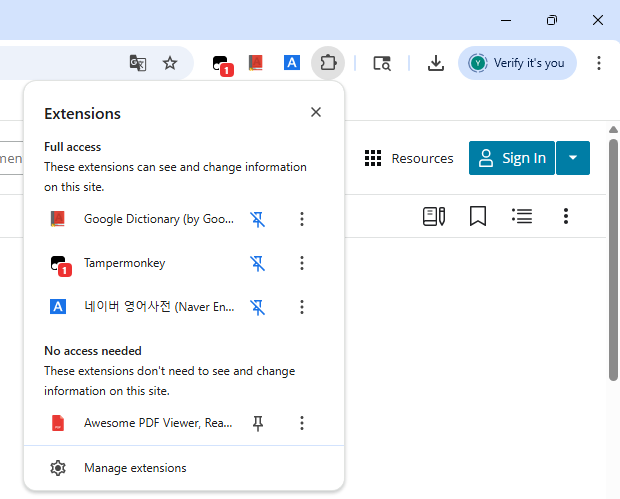 1
A
Y
Verify it's you
Extensions
Full access
These extensions can see and change information
on this site.
Google Dictionary (by Goo...
1
Tampermonkey
A
네이버 영어사전 (Naver En...
No access needed
These extensions don't need to see and change
information on this site.
Awesome PDF Viewer, Rea...
Manage extensions
men
Resources
Sign In